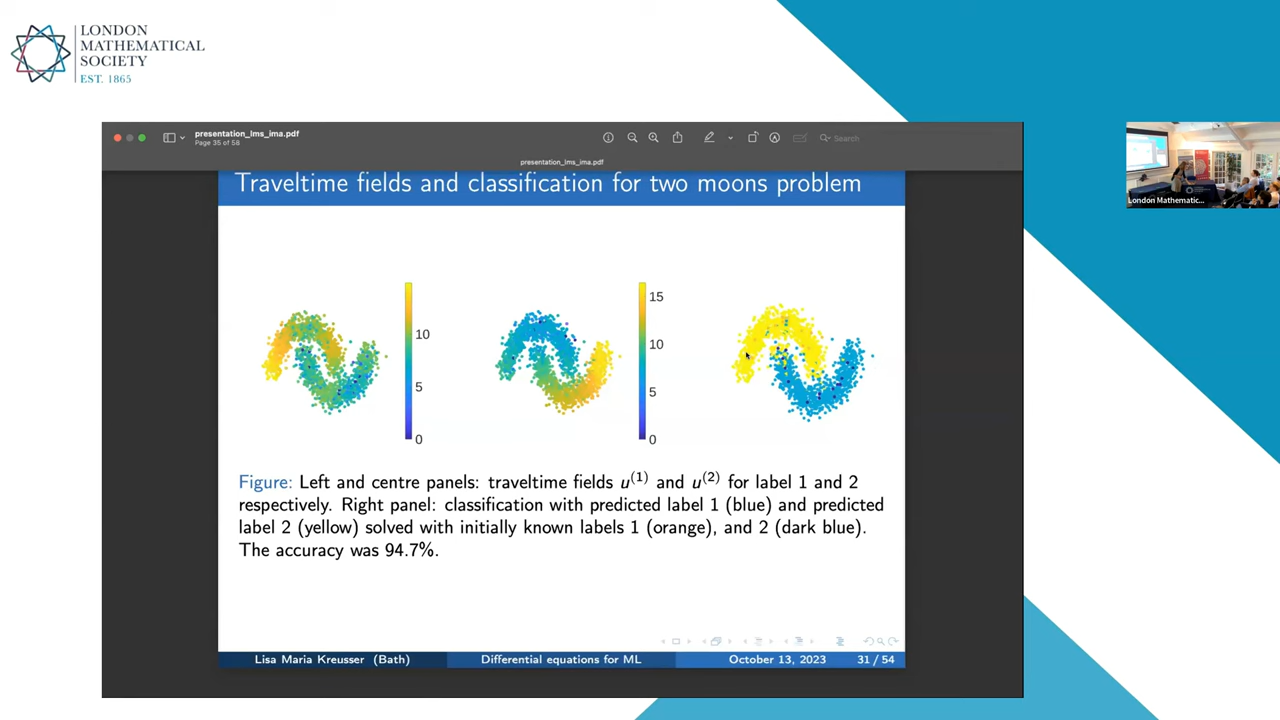 LONDON
MATHEMATICAL
SOCIETY
EST. 1865
presentation_lms_ima.pdf
Page 35 of 58
Search
presentation_lms_ima.pdf
London Mathematic...
Traveltime fields and classification for two moons problem
10
5
0
15
10
5
0
Figure: Left and centre panels: traveltime fields u(1) and u(2) for label 1 and 2
respectively. Right panel: classification with predicted label 1 (blue) and predicted
label 2 (yellow) solved with initially known labels 1 (orange), and 2 (dark blue).
The accuracy was 94.7%.
Lisa Maria Kreusser (Bath)
Differential equations for ML
October 13, 2023
31 / 54